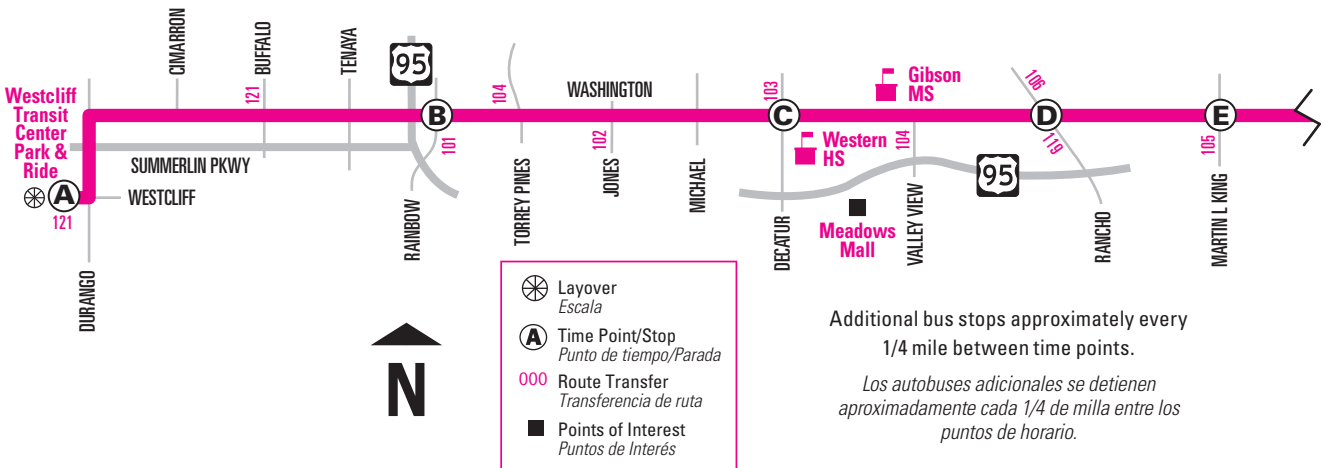 CIMARRON
BUFFALO
TENAYA
95
Westcliff
Transit
Center
Park &
Ride
121
B
101
104
WASHINGTON
102
103
C
Gibson
MS
Western
HS
104
106
D
119
E
105
SUMMERLIN PKWY
A
WESTCLIFF
121
DURANGO
RAINBOW
TORREY PINES
JONES
MICHAEL
DECATUR
Meadows
Mall
VALLEY VIEW
95
RANCHO
MARTIN L KING
N
Layover
Escala
A Time Point/Stop
Punto de tiempo/Parada
000 Route Transfer
Transferencia de ruta
Points of Interest
Puntos de Interés
Additional bus stops approximately every
1/4 mile between time points.
Los autobuses adicionales se detienen
aproximadamente cada 1/4 de milla entre los
puntos de horario.